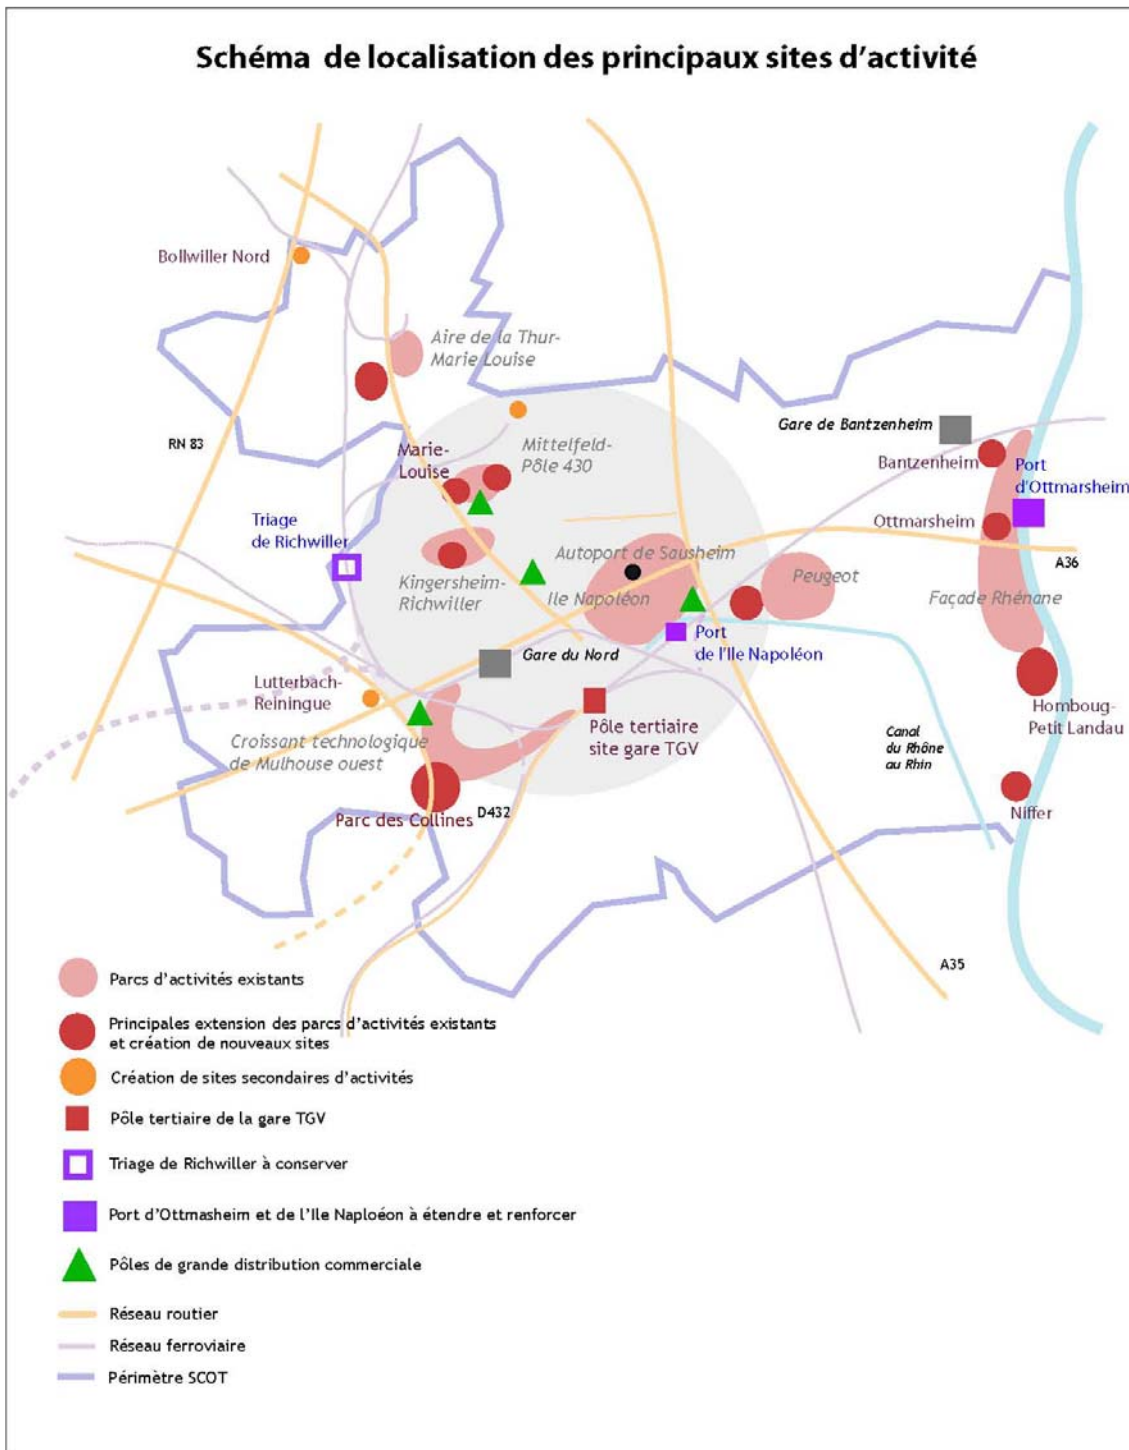 Schéma de localisation des principaux sites d'activité
Bollwiller Nord
Aire de la Thur-
Marie Louise
RN 83
Marie-
Louise
Mittelfeld-
Pôle 430
Gare de Bantzenheim
Bantzenheim
Port
d'Ottmarsheim
Triage
de Richwiller
Ottmarsheim
Autoport de Sausheim
A36
Kingersheim-
Richwiller
Ile Napoléon
Peugeot
Façade Rhénane
Gare du Nord
Port
de l'Ile Napoléon
Lutterbach-
Reiningue
Pôle tertiaire
site gare TGV
Homboug-
Petit Landau
Croissant technologique
de Mulhouse ouest
Canal
du Rhône
au Rhin
Parc des Collines
D432
Niffer
A35
Parcs d'activités existants
Principales extension des parcs d'activités existants
et création de nouveaux sites
Création de sites secondaires d'activités
Pôle tertiaire de la gare TGV
Triage de Richwiller à conserver
Port d'Ottmasheim et de l'Ile Naploéon à étendre et renforcer
Pôles de grande distribution commerciale
Réseau routier
Réseau ferroviaire
Périmètre SCOT